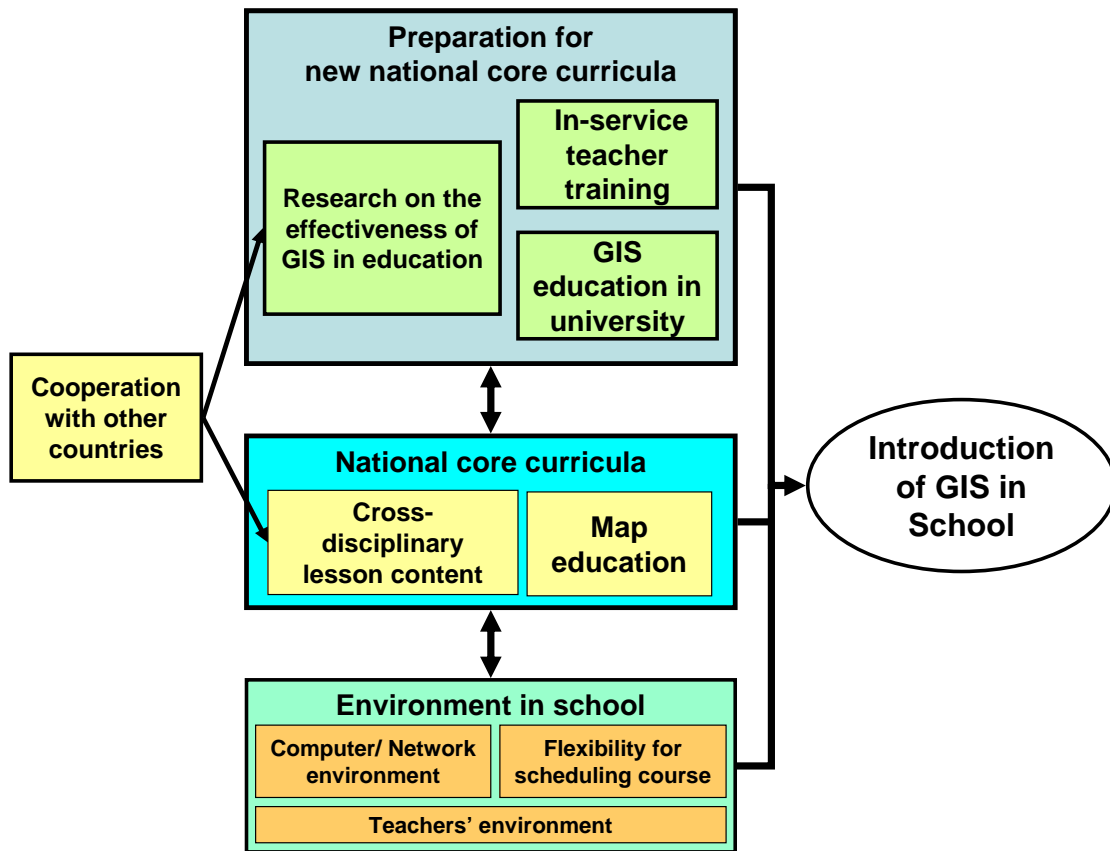 Preparation for
new national core curricula
In-service
teacher
training
Research on the
effectiveness of
GIS in education
GIS
education in
university
Cooperation
with other
countries
National core curricula
Cross-
disciplinary
lesson content
Map
education
Introduction
of GIS in
School
Environment in school
Computer/ Network
environment
Flexibility for
scheduling course
Teachers’ environment